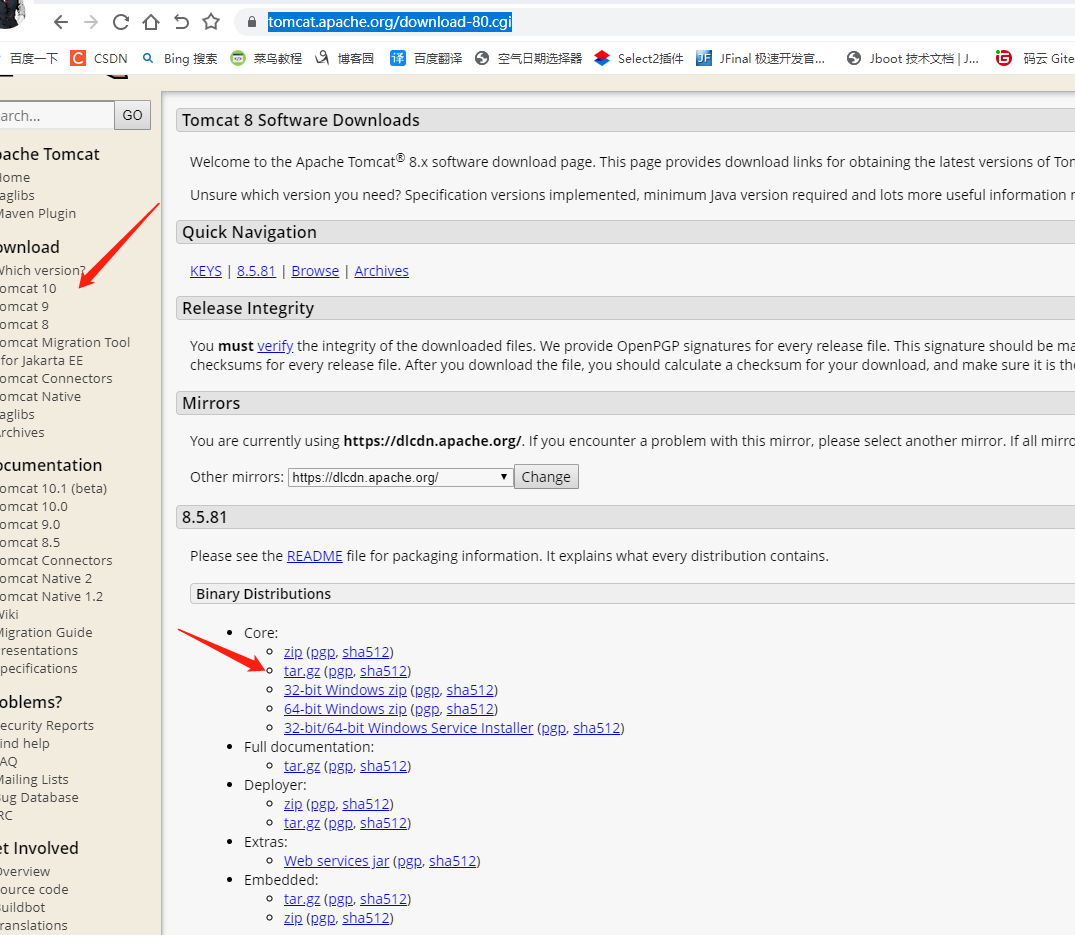 tomcat.apache.org/download-80.cgi
百度一下 CSDN Bing 搜索 菜鸟教程 博客园 译 百度翻译 空气日期选择器 Select2插件 JF JFinal 极速开发官... Jboot 技术文档 | J... 码云 Gite
arch... GO
pache Tomcat
Home
aglibs
Maven Plugin
ownload
Which version?
omcat 10
omcat 9
omcat 8
omcat Migration Tool
for Jakarta EE
omcat Connectors
omcat Native
aglibs
rchives
ocumentation
omcat 10.1 (beta)
omcat 10.0
omcat 9.0
omcat 8.5
omcat Connectors
omcat Native 2
omcat Native 1.2
Wiki
Migration Guide
resentations
pecifications
oblems?
ecurity Reports
ind help
AQ
Mailing Lists
ug Database
RC
et Involved
Overview
ource code
uildbot
ranslations
Tomcat 8 Software Downloads
Welcome to the Apache Tomcat® 8.x software download page. This page provides download links for obtaining the latest versions of Tom
Unsure which version you need? Specification versions implemented, minimum Java version required and lots more useful information
Quick Navigation
KEYS | 8.5.81 | Browse | Archives
Release Integrity
You must verify the integrity of the downloaded files. We provide OpenPGP signatures for every release file. This signature should be ma
checksums for every release file. After you download the file, you should calculate a checksum for your download, and make sure it is the
Mirrors
You are currently using https://dlcdn.apache.org/. If you encounter a problem with this mirror, please select another mirror. If all mirro
Other mirrors: https://dlcdn.apache.org/ Change
8.5.81
Please see the README file for packaging information. It explains what every distribution contains.
Binary Distributions
Core:
zip (pgp, sha512)
tar.gz (pgp, sha512)
32-bit Windows zip (pgp, sha512)
64-bit Windows zip (pgp, sha512)
32-bit/64-bit Windows Service Installer (pgp, sha512)
Full documentation:
tar.gz (pgp, sha512)
Deployer:
zip (pgp, sha512)
tar.gz (pgp, sha512)
Extras:
Web services jar (pgp, sha512)
Embedded:
tar.gz (pgp, sha512)
zip (pgp, sha512)